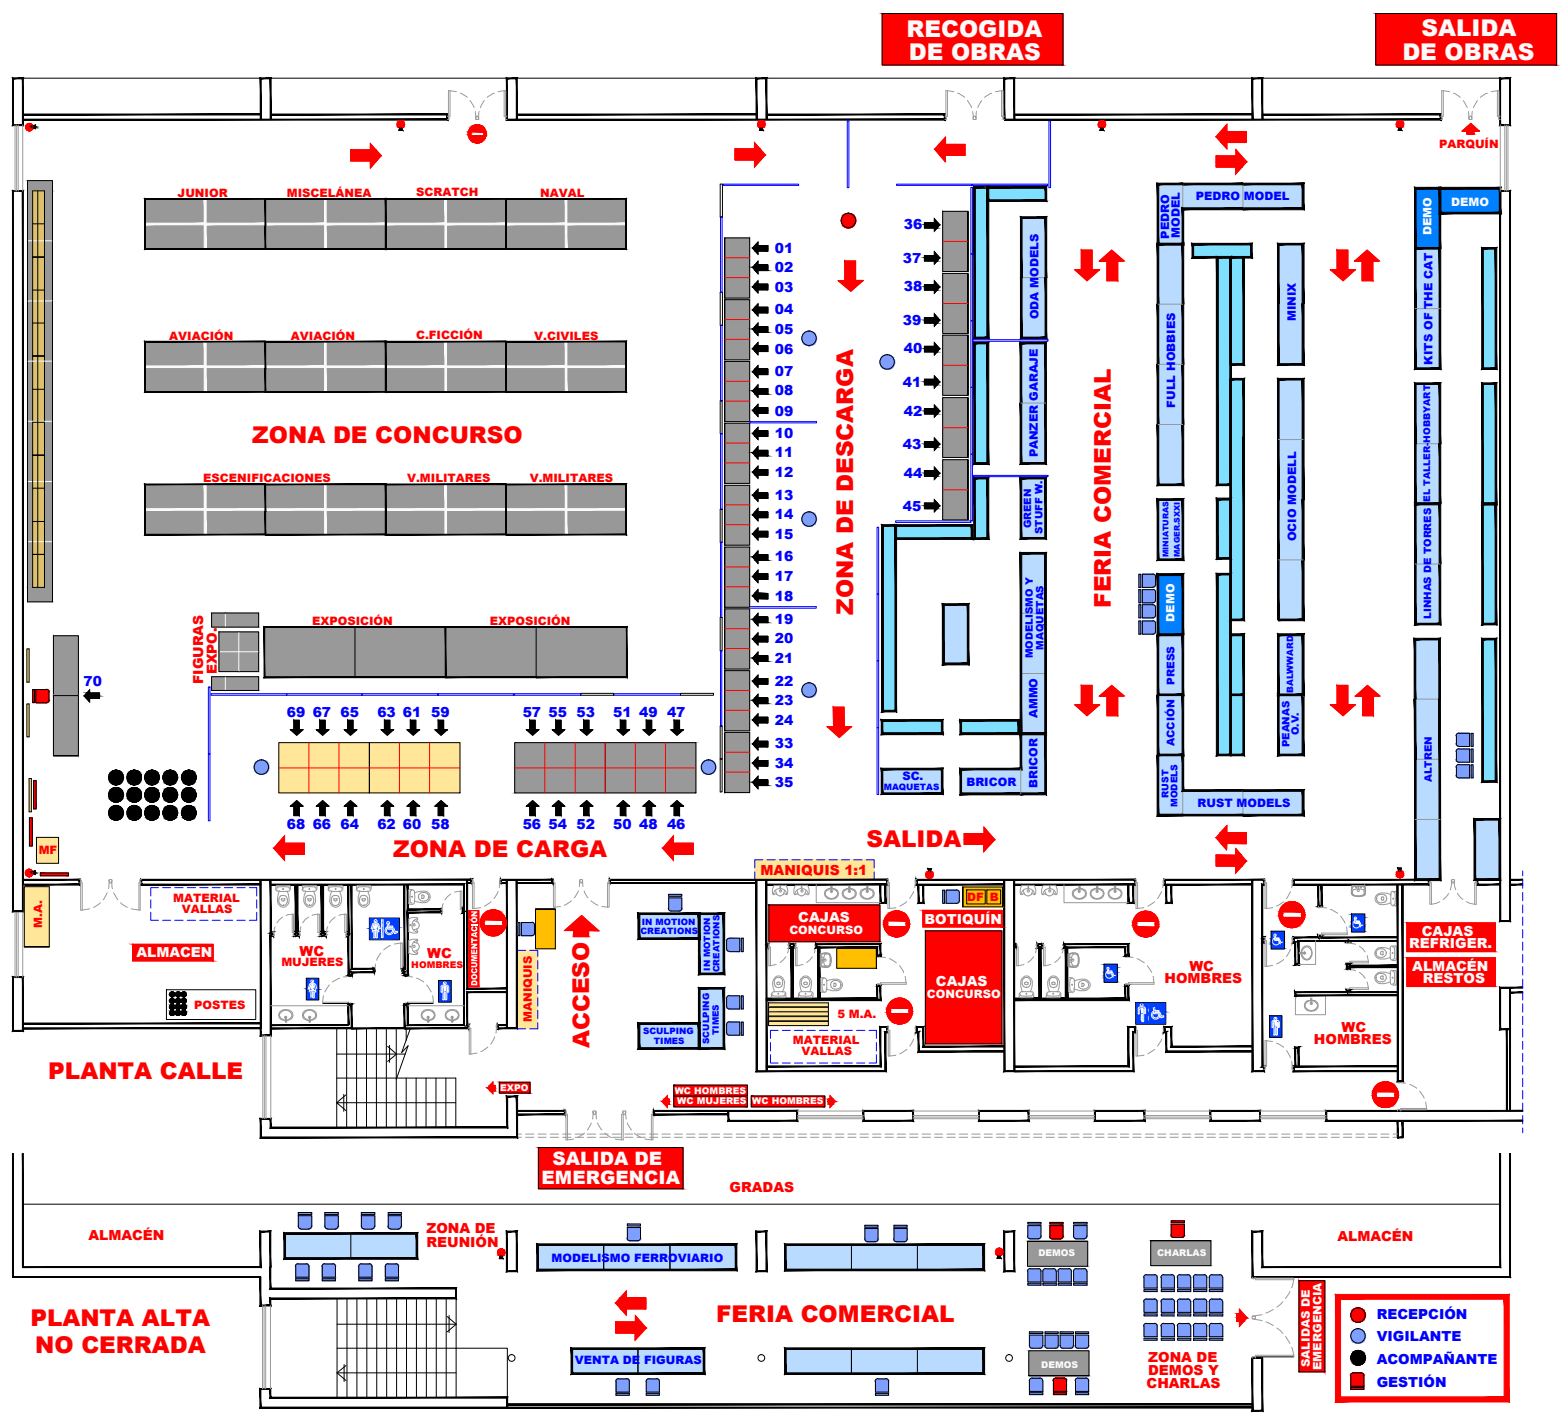 RECOGIDA
DE OBRAS
SALIDA
DE OBRAS
PARQUÍN
JUNIOR
MISCELÁNEA
SCRATCH
NAVAL
AVIACIÓN
AVIACIÓN
C.FICCIÓN
V.CIVILES
ZONA DE CONCURSO
ESCENIFICACIONES
V.MILITARES
V.MILITARES
FIGURAS
EXPO.
EXPOSICIÓN
EXPOSICIÓN
70
69
67
65
63
61
59
57
55
53
51
49
47
68
66
64
62
60
58
56
54
52
50
48
46
ZONA DE CARGA
01
02
03
04
05
06
07
08
09
10
11
12
13
14
15
16
17
18
19
20
21
22
23
24
33
34
35
ZONA DE DESCARGA
36
37
38
39
40
41
42
43
44
45
ODA MODELS
PANZER GARAJE
GREEN
STUFF W.
MODELISMO Y
MAQUETAS
AMMO
BRICOR
BRICOR
SC.
MAQUETAS
SALIDA
FERIA COMERCIAL
PEDRO
MODEL
PEDRO MODEL
FULL HOBBIES
MINIATURAS
MAGER.SXXI
DEMO
PRESS
ACCIÓN
RUST
MODELS
RUST MODELS
MINIX
OCIO MODELL
BALWWARD
PEANAS
O.V.
DEMO
DEMO
KITS OF THE CAT
EL TALLER-HOBBYART
LINHAS DE TORRES
ALTREN
MF
M.A.
MATERIAL
VALLAS
ALMACEN
POSTES
WC
MUJERES
WC
HOMBRES
DOCUMENTACIÓN
MANIQUIS
ACCESO
IN MOTION
CREATIONS
IN MOTION
CREATIONS
SCULPING
TIMES
SCULPING
TIMES
MANIQUIS 1:1
CAJAS
CONCURSO
5 M.A.
MATERIAL
VALLAS
DF
B
BOTIQUÍN
CAJAS
CONCURSO
WC
HOMBRES
WC
HOMBRES
CAJAS
REFRIGER.
ALMACÉN
RESTOS
PLANTA CALLE
EXPO
WC HOMBRES
WC MUJERES
WC HOMBRES
SALIDA DE
EMERGENCIA
GRADAS
ALMACÉN
ZONA DE
REUNIÓN
MODELISMO FERROVIARIO
DEMOS
CHARLAS
ALMACÉN
PLANTA ALTA
NO CERRADA
FERIA COMERCIAL
VENTA DE FIGURAS
DEMOS
ZONA DE
DEMOS Y
CHARLAS
SALIDAS DE
EMERGENCIA
RECEPCIÓN
VIGILANTE
ACOMPAÑANTE
GESTIÓN